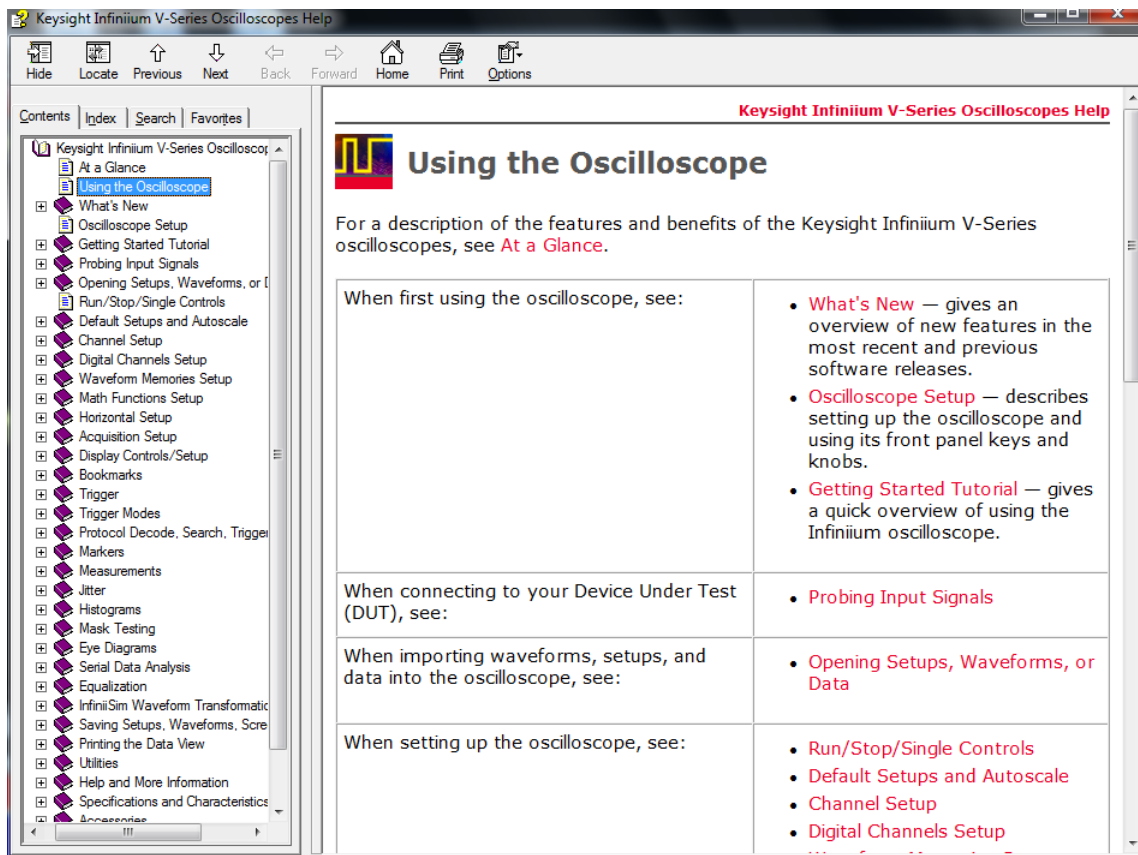 Keysight Infiniium V-Series Oscilloscopes Help
Hide Locate Previous Next Back Forward Home Print Options
Contents Index Search Favorites
Keysight Infiniium V-Series Oscilloscop
At a Glance
Using the Oscilloscope
What's New
Oscilloscope Setup
Getting Started Tutorial
Probing Input Signals
Opening Setups, Waveforms, or D
Run/Stop/Single Controls
Default Setups and Autoscale
Channel Setup
Digital Channels Setup
Waveform Memories Setup
Math Functions Setup
Horizontal Setup
Acquisition Setup
Display Controls/Setup
Bookmarks
Trigger
Trigger Modes
Protocol Decode, Search, Trigger
Markers
Measurements
Jitter
Histograms
Mask Testing
Eye Diagrams
Serial Data Analysis
Equalization
InfiniiSim Waveform Transformatic
Saving Setups, Waveforms, Scre
Printing the Data View
Utilities
Help and More Information
Specifications and Characteristics
Accessories
Keysight Infiniium V-Series Oscilloscopes Help
Using the Oscilloscope
For a description of the features and benefits of the Keysight Infiniium V-Series
oscilloscopes, see At a Glance.
When first using the oscilloscope, see:
• What's New — gives an
overview of new features in the
most recent and previous
software releases.
• Oscilloscope Setup — describes
setting up the oscilloscope and
using its front panel keys and
knobs.
• Getting Started Tutorial — gives
a quick overview of using the
Infiniium oscilloscope.
When connecting to your Device Under Test
(DUT), see:
• Probing Input Signals
When importing waveforms, setups, and
data into the oscilloscope, see:
• Opening Setups, Waveforms, or
Data
When setting up the oscilloscope, see:
• Run/Stop/Single Controls
• Default Setups and Autoscale
• Channel Setup
• Digital Channels Setup